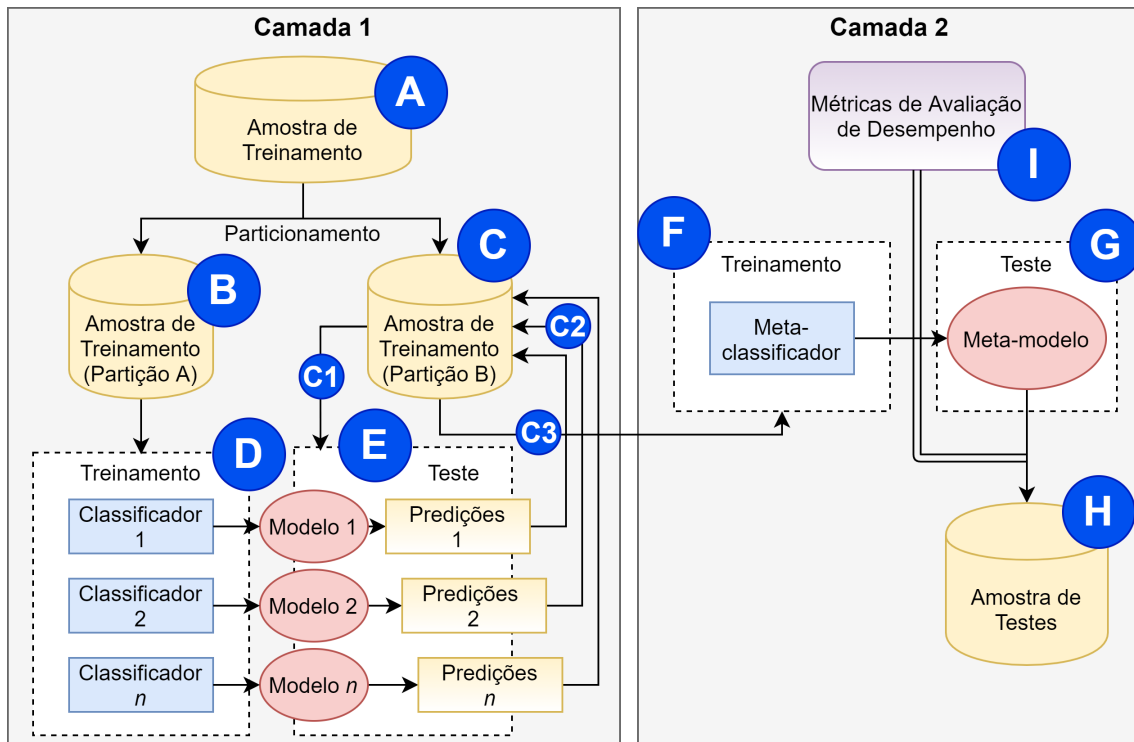 Camada 1
A
Amostra de
Treinamento
Particionamento
B
Amostra de
Treinamento
(Partição A)
C
Amostra de
Treinamento
(Partição B)
C1
C2
C3
D
Treinamento
Classificador
1
Classificador
2
Classificador
n
E
Teste
Modelo 1
Predições
1
Modelo 2
Predições
2
Modelo n
Predições
n
Camada 2
Métricas de Avaliação
de Desempenho
I
F
Treinamento
Meta-
classificador
G
Teste
Meta-modelo
H
Amostra de
Testes